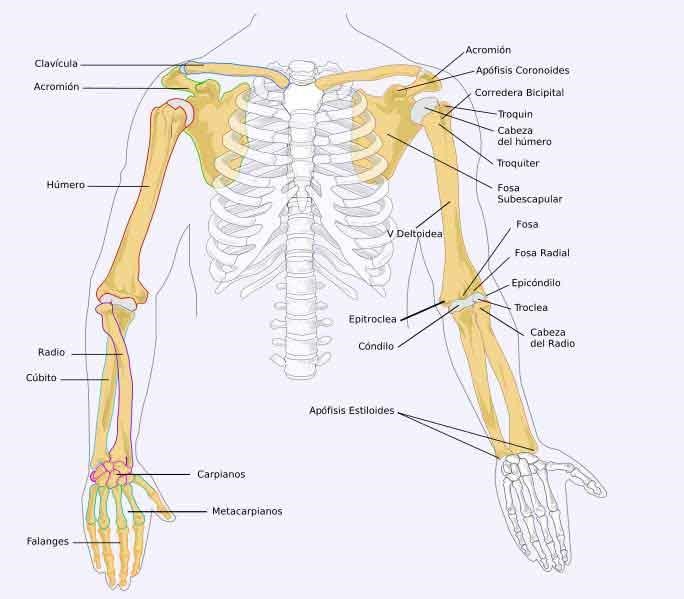 Clavícula
Acromión
Húmero
Radio
Cúbito
Carpianos
Metacarpianos
Falanges
Acromión
Apófisis Coronoides
Corredera Bicipital
Troquin
Cabeza
del húmero
Troquiter
Fosa
Subescapular
V Deltoidea
Fosa
Fosa Radial
Epicóndilo
Troclea
Cabeza
del Radio
Epitroclea
Cóndilo
Apófisis Estiloides